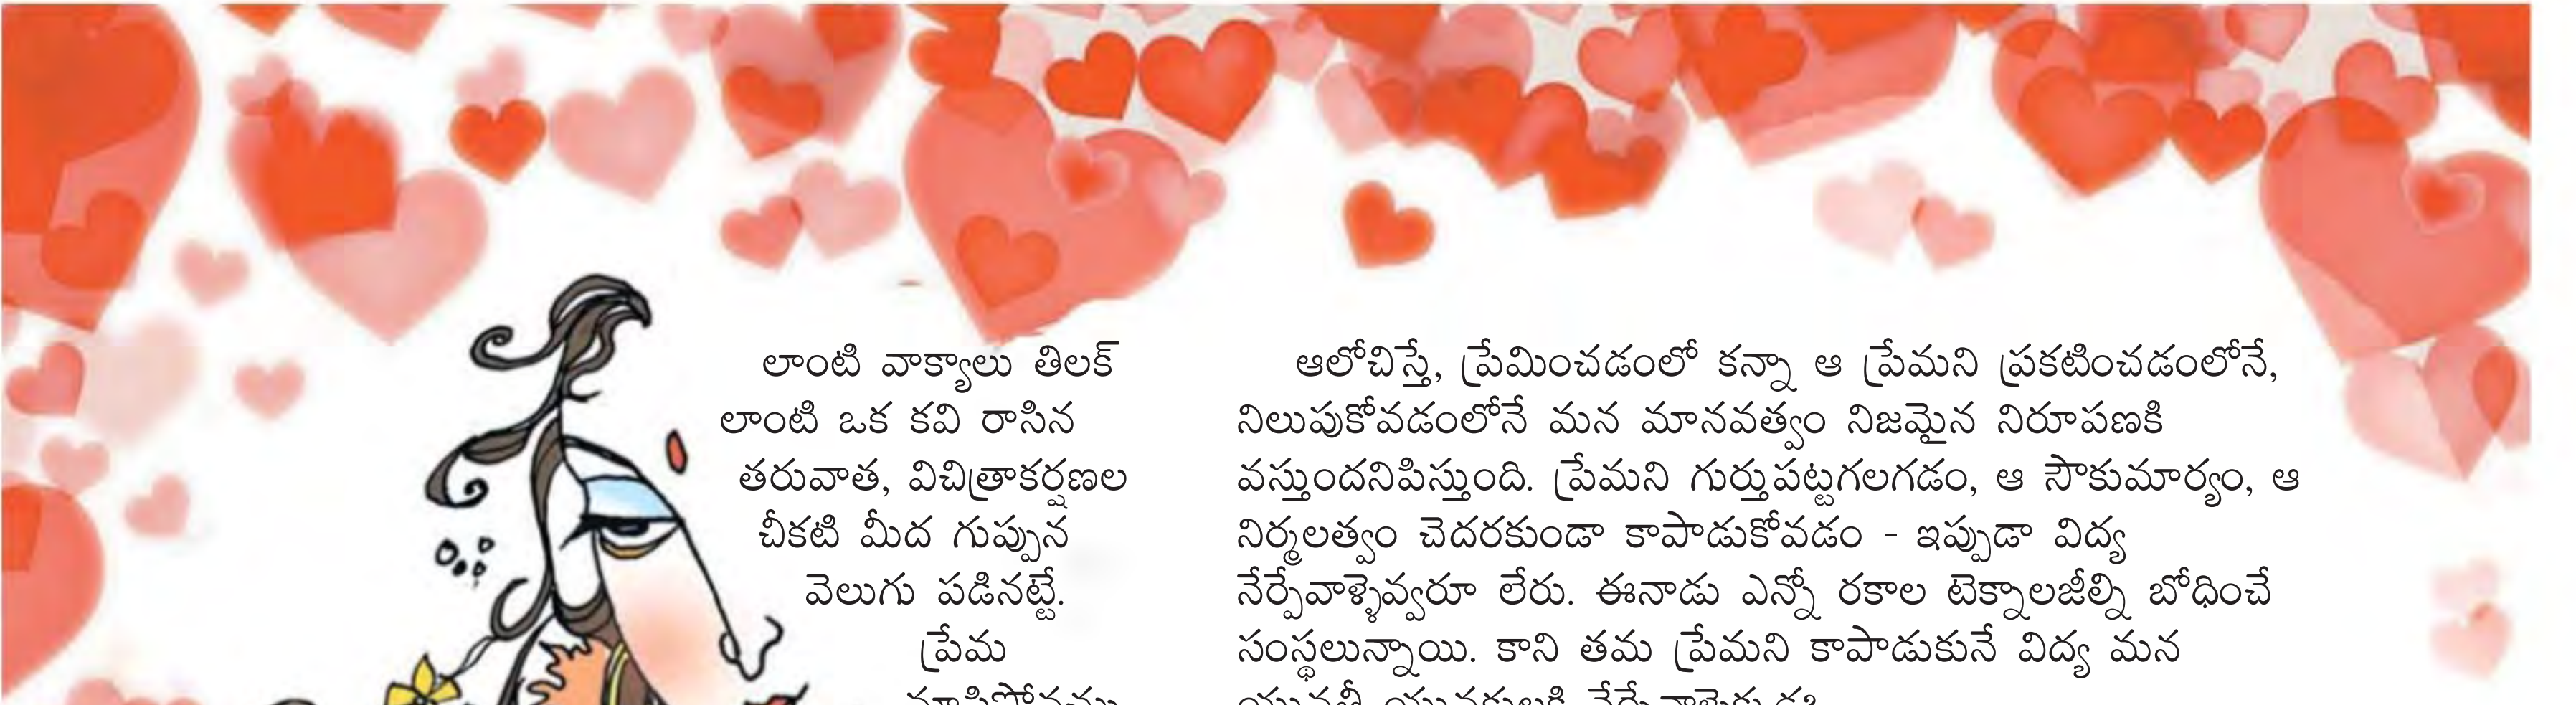 లాంటి వాక్యాలు తిలక్
లాంటి ఒక కవి రాసిన
తరువాత, విచిత్రాకర్షణల
చీకటి మీద గుప్పున
వెలుగు పడినట్టే.
ప్రేమ
ఆలోచిస్తే, ప్రేమించడంలో కన్నా ఆ ప్రేమని ప్రకటించడంలోనే,
నిలుపుకోవడంలోనే మన మానవత్వం నిజమైన నిరూపణకి
వస్తుందనిపిస్తుంది. ప్రేమని గుర్తుపట్టగలగడం, ఆ సౌకుమార్యం, ఆ
నిర్మలత్వం చెదరకుండా కాపాడుకోవడం - ఇప్పుడా విద్య
నేర్పేవాళ్ళెవ్వరూ లేరు. ఈనాడు ఎన్నో రకాల టెక్నాలజీల్ని బోధించే
సంస్థలున్నాయి. కాని తమ ప్రేమని కాపాడుకునే విద్య మన